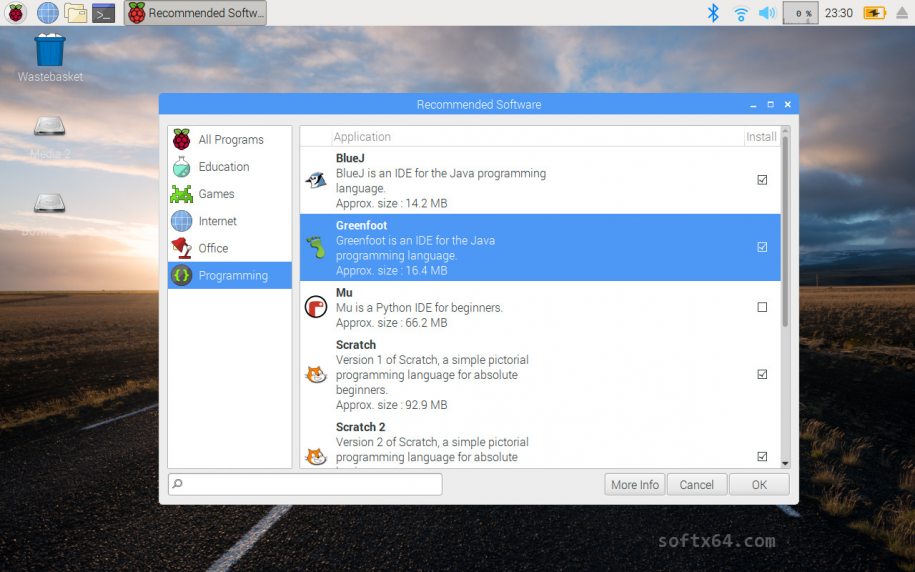 Recommended Softw...
0 %
23:30
Wastebasket
Media 2
Recommended Software
All Programs
Education
Games
Internet
Office
Programming
Application
Install
BlueJ
BlueJ is an IDE for the Java programming
language.
Approx. size : 14.2 MB
Greenfoot
Greenfoot is an IDE for the Java
programming language.
Approx. size : 16.4 MB
Mu
Mu is a Python IDE for beginners.
Approx. size : 66.2 MB
Scratch
Version 1 of Scratch, a simple pictorial
programming language for absolute
beginners.
Approx. size : 92.9 MB
Scratch 2
Version 2 of Scratch, a simple pictorial
programming language for absolute
More Info
Cancel
OK
softx64.com